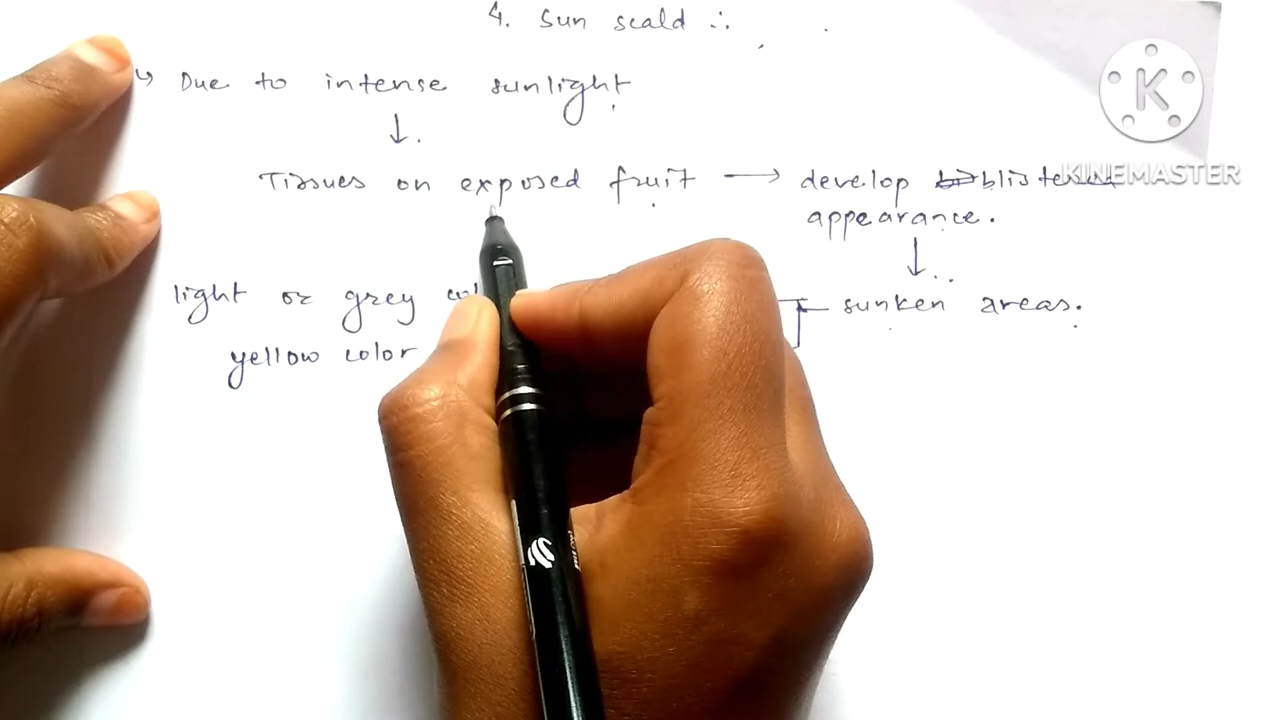 4. Sun scald ∴
↳ Due to intense sunlight
↓
Tissues on exposed fruit → develop blistered
appearance.
↓
light or grey sunken areas.
yellow color
K
KINEMASTER